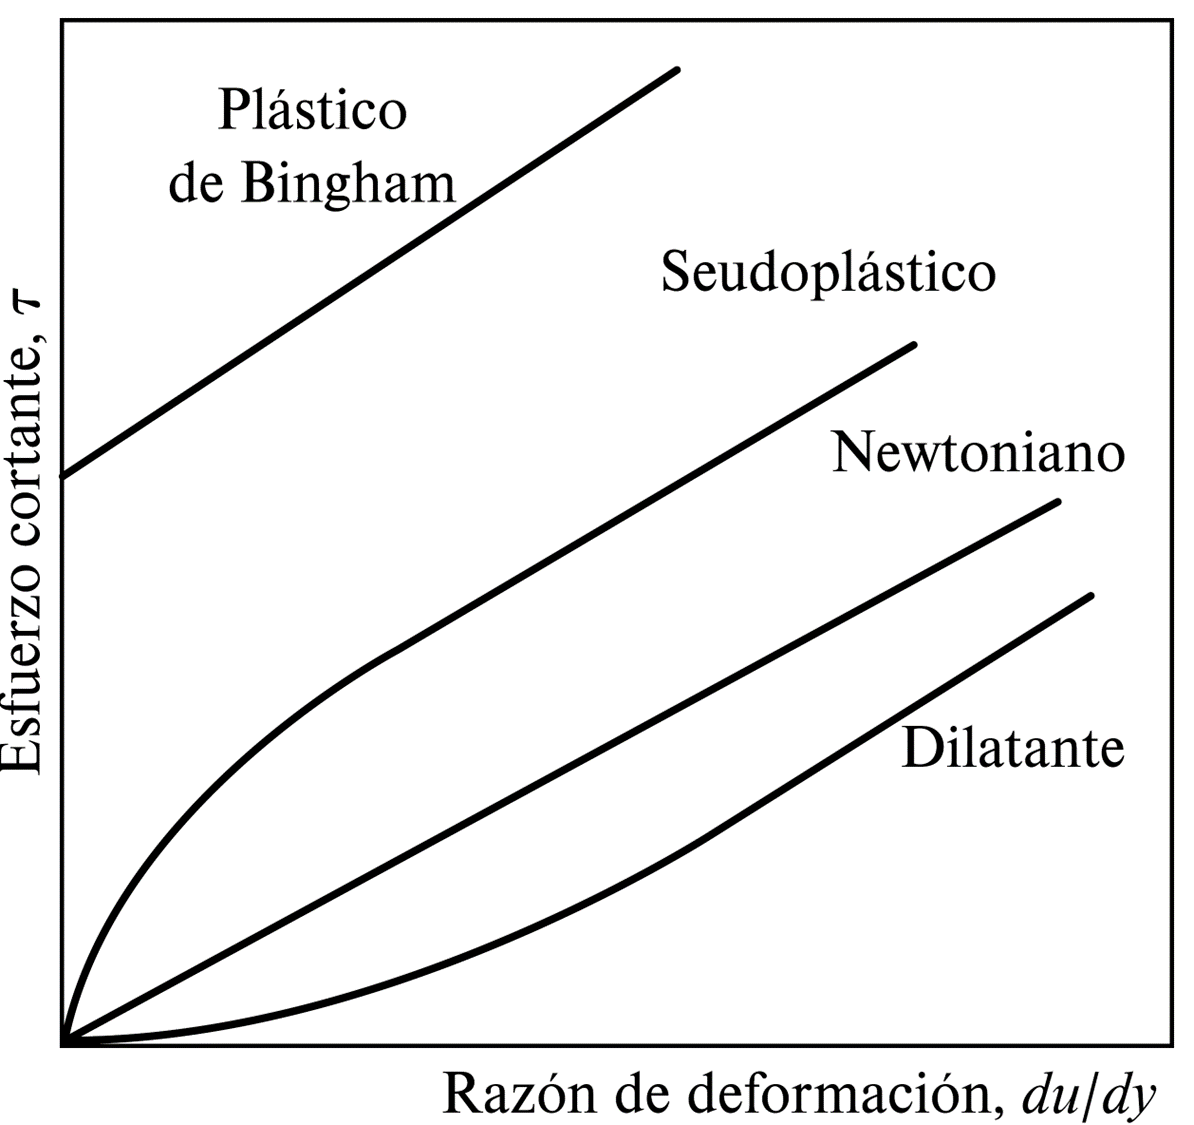 Plástico
de Bingham
Seudoplástico
Newtoniano
Dilatante
Esfuerzo cortante, τ
Razón de deformación, du/dy